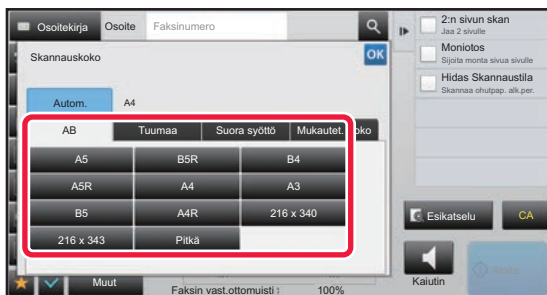 Osoitekirja Osoite Faksinumero
Skannauskoko OK
Autom. A4
AB Tuumaa Suora syöttö Mukautet. koko
A5 B5R B4
A5R A4 A3
B5 A4R 216 x 340
216 x 343 Pitkä
Muut
Faksin vast.ottomuisti : 100%
2:n sivun skan
Jaa 2 sivulle
Moniotos
Sijoita monta sivua sivulle
Hidas Skannaustila
Skannaa ohutpap. alk.per.
Esikatselu CA
Kaiutin
Aloita